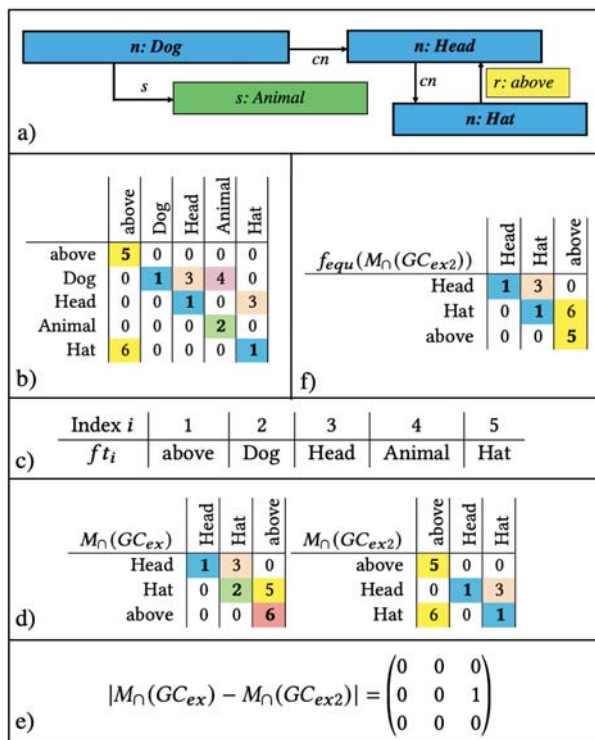 n: Dog
cn
n: Head
s
cn
r: above
s: Animal
n: Hat
a)
above Dog Head Animal Hat
above 5 0 0 0 0
Dog 0 1 3 4 0
Head 0 0 1 0 3
Animal 0 0 0 2 0
Hat 6 0 0 0 1
b)
Head Hat above
f_equ(M∩(GC_ex2))
Head 1 3 0
Hat 0 1 6
above 0 0 5
f)
Index i 1 2 3 4 5
ft_i above Dog Head Animal Hat
c)
M∩(GC_ex) Head Hat above
Head 1 3 0
Hat 0 2 5
above 0 0 6
M∩(GC_ex2) above Head Hat
above 5 0 0
Head 0 1 3
Hat 6 0 1
d)
0 0 0
|M∩(GC_ex) − M∩(GC_ex2)| = 0 0 1
0 0 0
e)